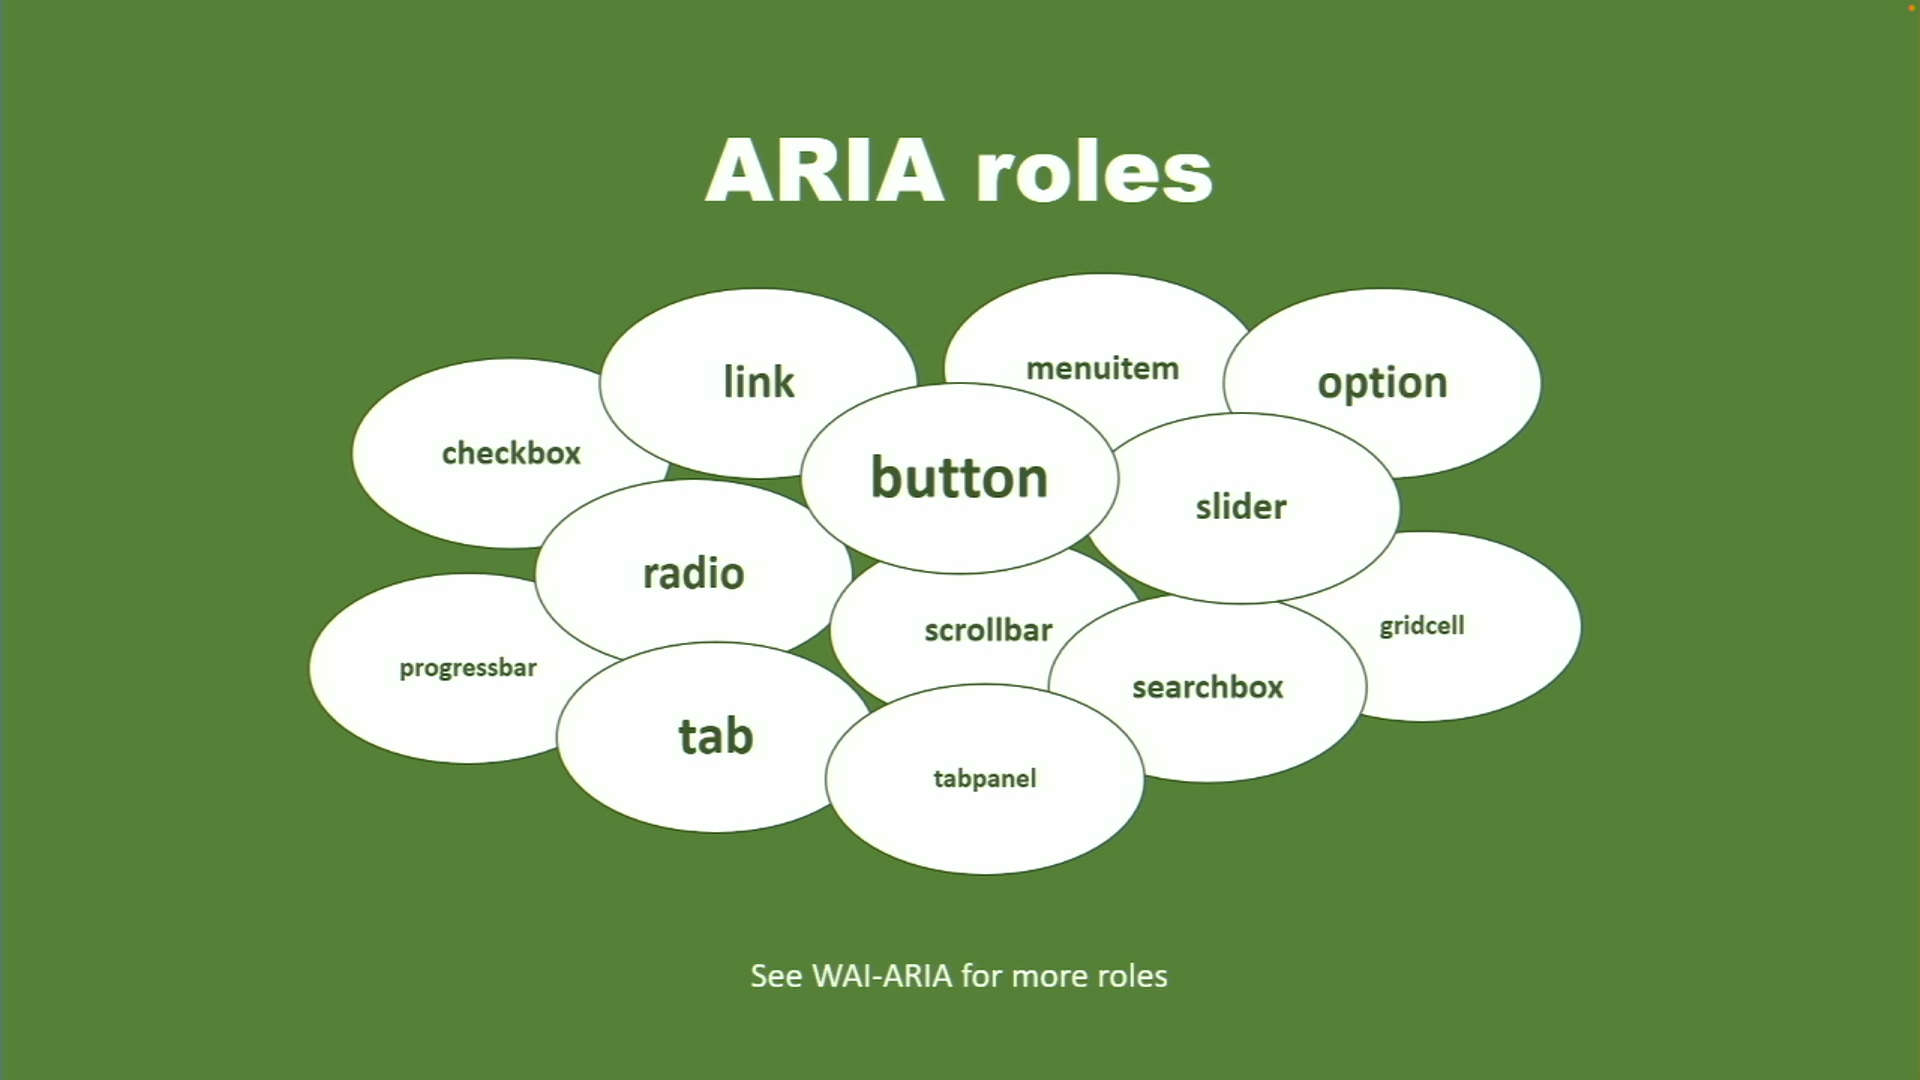 ARIA roles
link
menuitem
option
checkbox
button
slider
radio
scrollbar
gridcell
progressbar
searchbox
tab
tabpanel
See WAI-ARIA for more roles